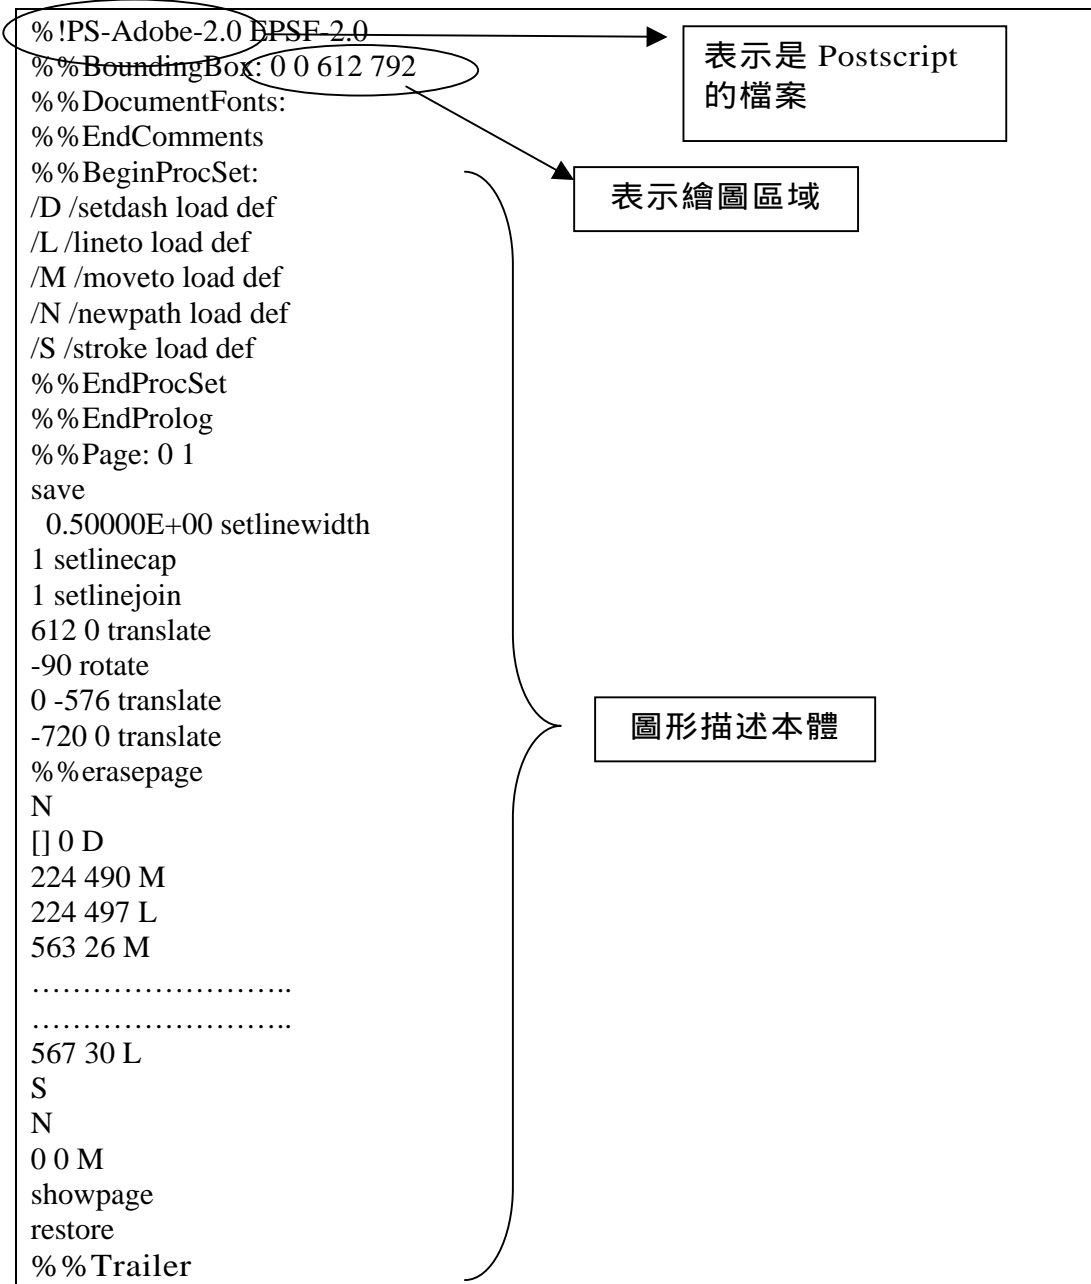 %!PS-Adobe-2.0 EPSF-2.0
%%BoundingBox: 0 0 612 792
%%DocumentFonts:
%%EndComments
%%BeginProcSet:
/D /setdash load def
/L /lineto load def
/M /moveto load def
/N /newpath load def
/S /stroke load def
%%EndProcSet
%%EndProlog
%%Page: 0 1
save
0.50000E+00 setlinewidth
1 setlinecap
1 setlinejoin
612 0 translate
-90 rotate
0 -576 translate
-720 0 translate
%%erasepage
N
[] 0 D
224 490 M
224 497 L
563 26 M
……………………..
……………………..
567 30 L
S
N
0 0 M
showpage
restore
%%Trailer
表示是 Postscript
的檔案
表示繪圖區域
圖形描述本體